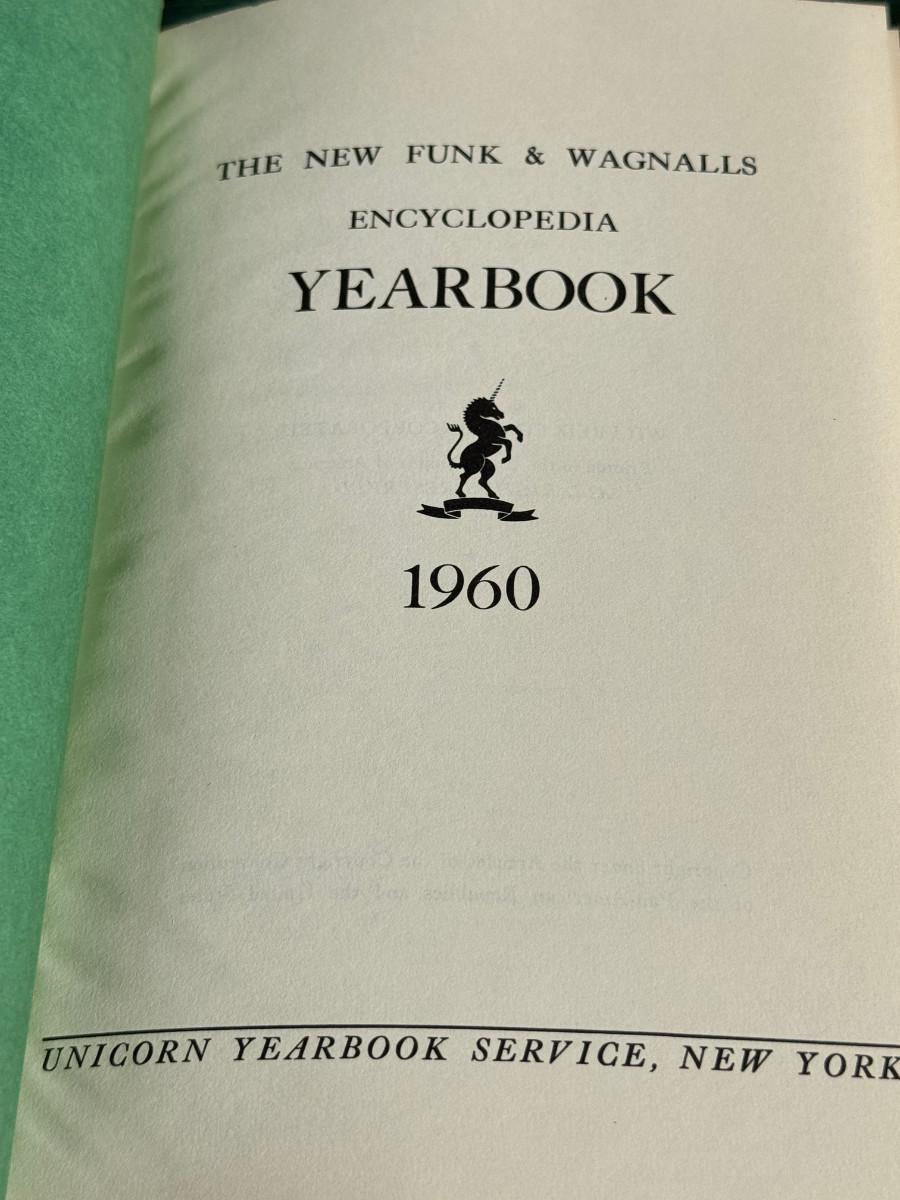 THE NEW FUNK & WAGNALLS
ENCYCLOPEDIA
YEARBOOK
1960
UNICORN YEARBOOK SERVICE, NEW YORK